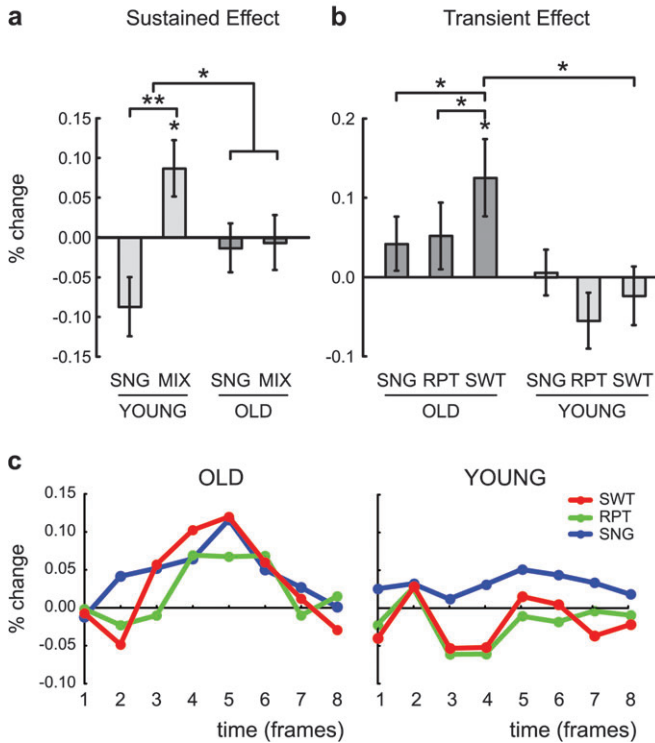 a Sustained Effect
% change
0.15
0.10
0.05
0.00
-0.05
-0.10
-0.15
*
**
*
SNG MIX SNG MIX
YOUNG OLD
b Transient Effect
0.2
0.1
0.0
-0.1
*
*
*
*
SNG RPT SWT SNG RPT SWT
OLD YOUNG
c OLD YOUNG
% change
0.15
0.10
0.05
0.00
-0.05
-0.10
SWT
RPT
SNG
1 2 3 4 5 6 7 8 1 2 3 4 5 6 7 8
time (frames) time (frames)